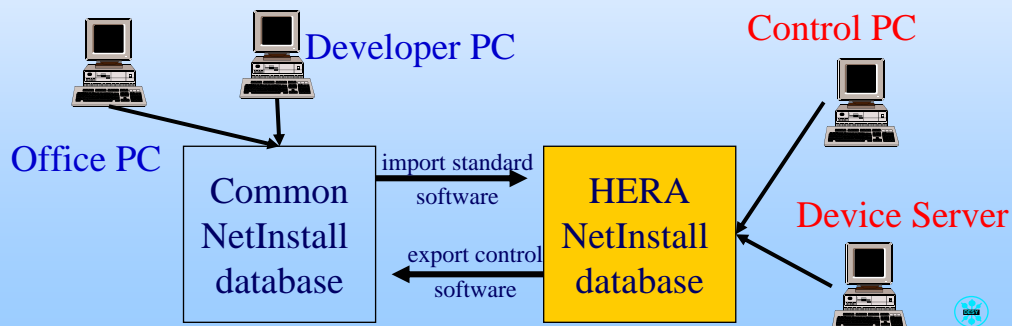 Developer PC
Control PC
Office PC
Common
NetInstall
database
import standard
software
export control
software
HERA
NetInstall
database
Device Server
DESY